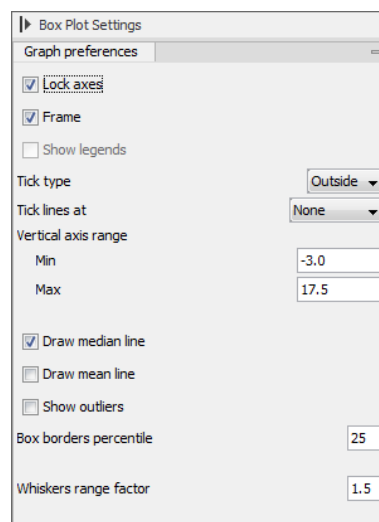 Box Plot Settings
Graph preferences
Lock axes
Frame
Show legends
Tick type Outside
Tick lines at None
Vertical axis range
Min -3.0
Max 17.5
Draw median line
Draw mean line
Show outliers
Box borders percentile 25
Whiskers range factor 1.5